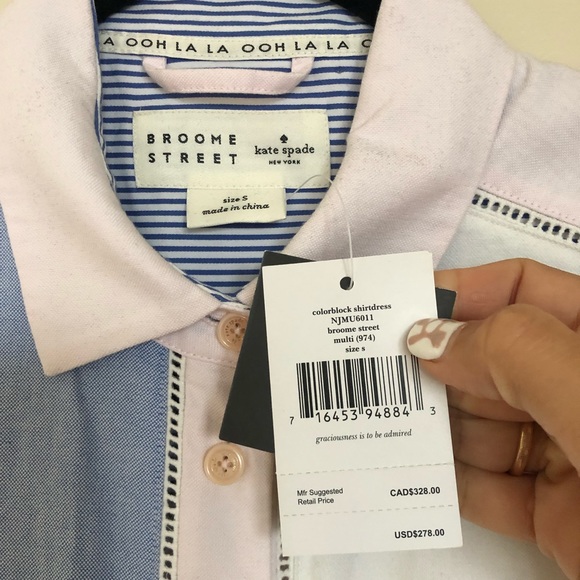 A OOH LA LA OOH LA LA O
BROOME
STREET
kate spade
NEW YORK
size S
made in china
colorblock shirtdress
NJMU6011
broome street
multi (974)
size s
7 16453 94884 3
graciousness is to be admired
Mfr Suggested
Retail Price
CAD$328.00
USD$278.00